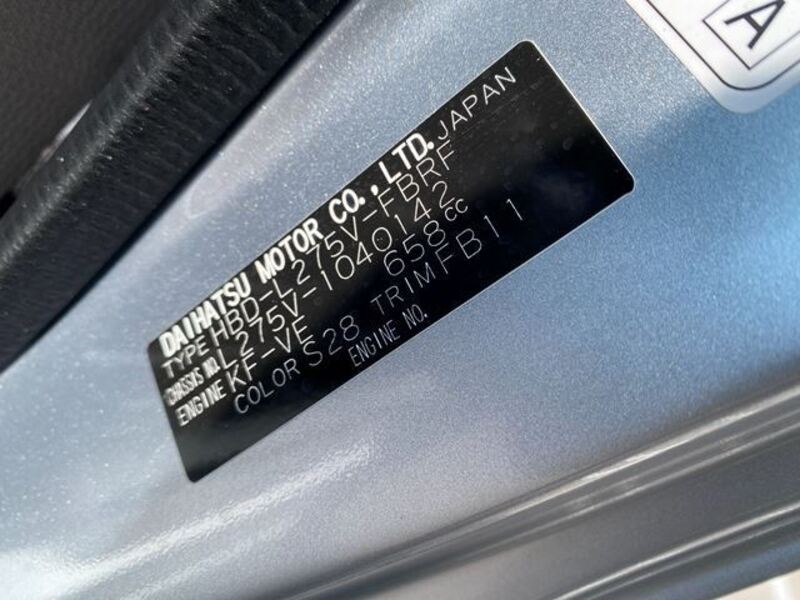 A
DAIHATSU MOTOR CO., LTD. JAPAN
TYPE HBD-L275V-FBRF
CHASSIS NO. L275V-1040142
ENGINE KF-VE 658cc
COLOR S28 TRIM FB11
ENGINE NO.